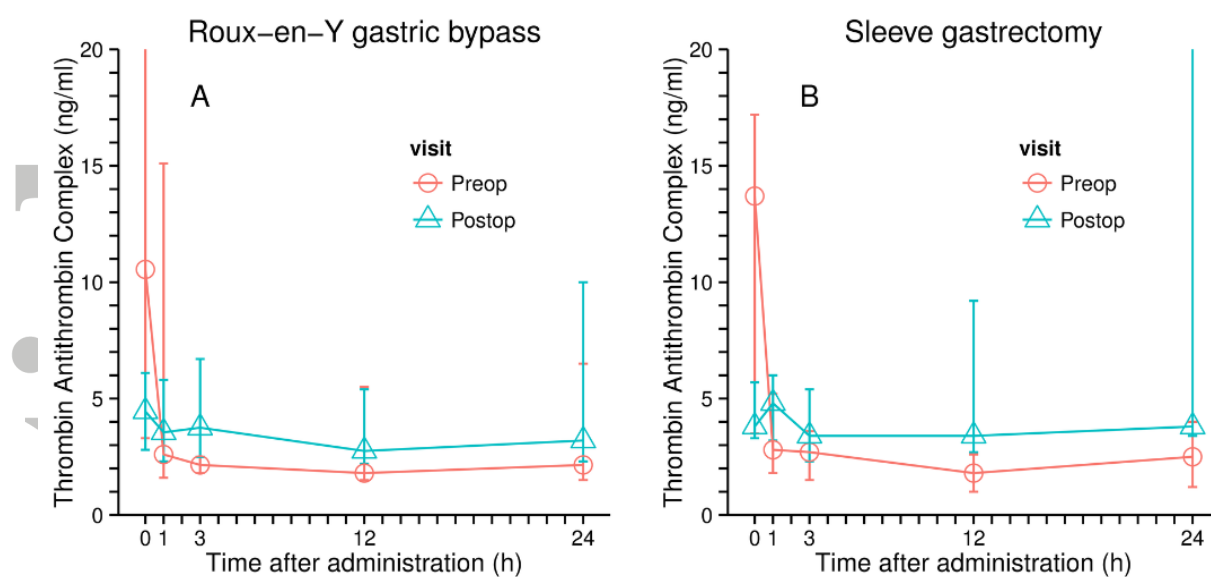 Roux−en−Y gastric bypass
Thrombin Antithrombin Complex (ng/ml)
20
15
10
5
0
A
visit
Preop
Postop
0 1 3 12 24
Time after administration (h)
Sleeve gastrectomy
Thrombin Antithrombin Complex (ng/ml)
20
15
10
5
0
B
visit
Preop
Postop
0 1 3 12 24
Time after administration (h)